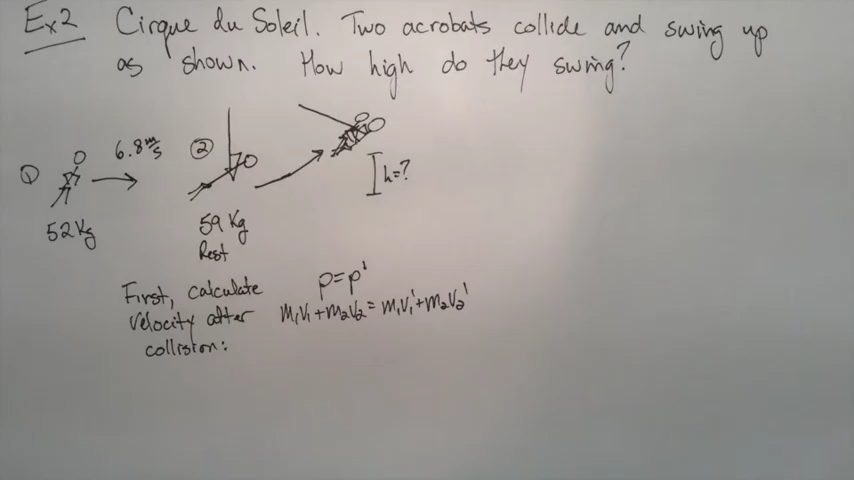 Ex2 Cirque du Soleil. Two acrobats collide and swing up
as shown. How high do they swing?
① 6.8 m/s ②
h=?
52 Kg 59 Kg
Rest
First, calculate p=p'
velocity after m₁v₁+m₂v₂=m₁v₁'+m₂v₂'
collision: